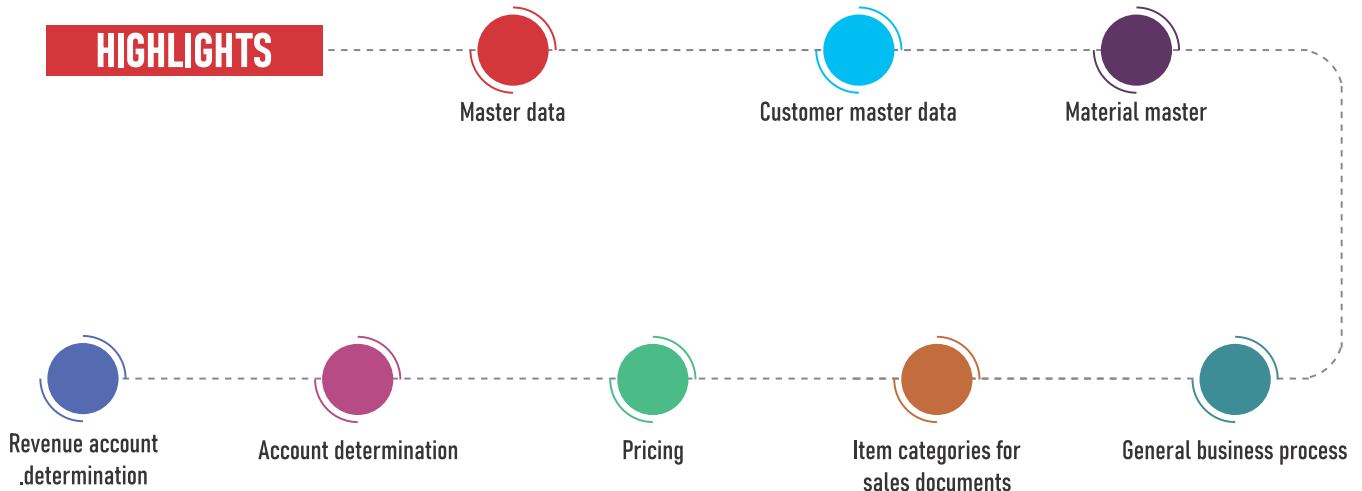 HIGHLIGHTS
Master data
Customer master data
Material master
General business process
Item categories for
sales documents
Pricing
Account determination
Revenue account
.determination